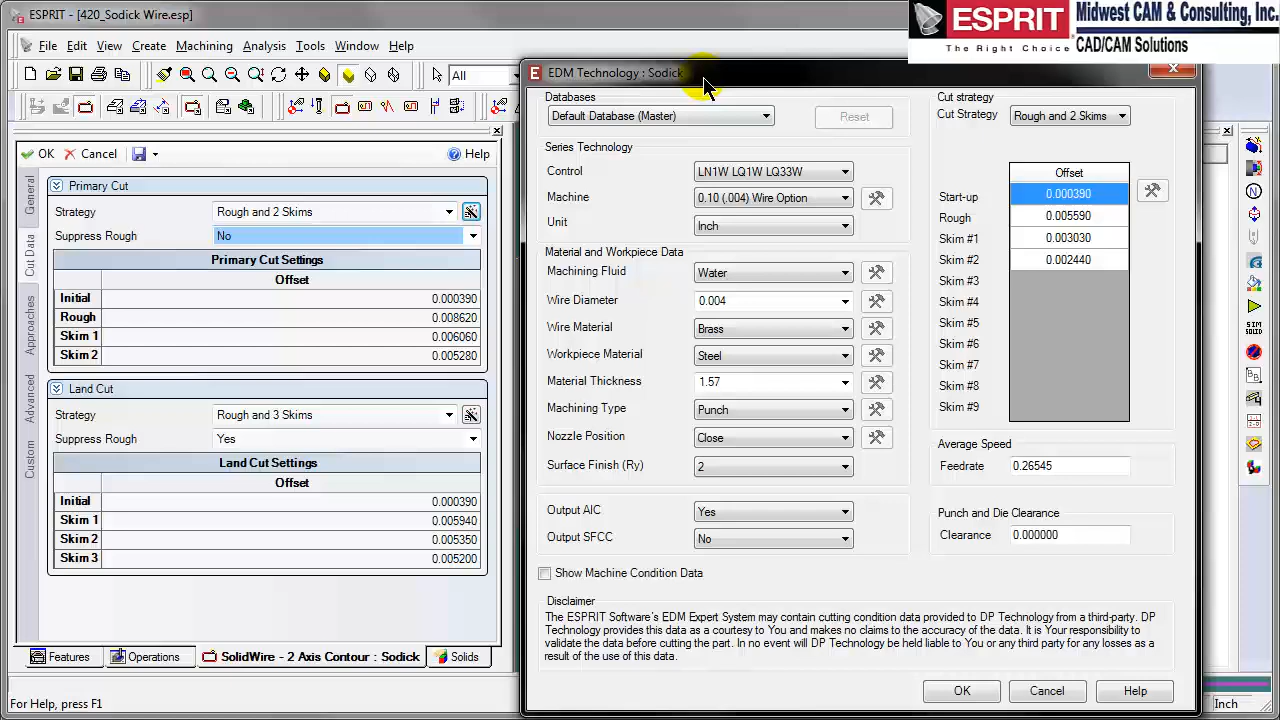 ESPRIT - [420_Sodick Wire.esp]
ESPRIT
The Right Choice
Midwest CAM & Consulting, Inc.
CAD/CAM Solutions
File Edit View Create Machining Analysis Tools Window Help
All
OK Cancel Help
General
Cut Data
Approaches
Advanced
Custom
Primary Cut
Strategy Rough and 2 Skims
Suppress Rough No
Primary Cut Settings
Offset
Initial 0.000390
Rough 0.008620
Skim 1 0.006060
Skim 2 0.005280
Land Cut
Strategy Rough and 3 Skims
Suppress Rough Yes
Land Cut Settings
Offset
Initial 0.000390
Skim 1 0.005940
Skim 2 0.005350
Skim 3 0.005200
Features Operations SolidWire - 2 Axis Contour : Sodick Solids
For Help, press F1
EDM Technology : Sodick
Databases
Default Database (Master) Reset
Series Technology
Control LN1W LQ1W LQ33W
Machine 0.10 (.004) Wire Option
Unit Inch
Material and Workpiece Data
Machining Fluid Water
Wire Diameter 0.004
Wire Material Brass
Workpiece Material Steel
Material Thickness 1.57
Machining Type Punch
Nozzle Position Close
Surface Finish (Ry) 2
Output AIC Yes
Output SFCC No
Show Machine Condition Data
Cut strategy
Cut Strategy Rough and 2 Skims
Offset
Start-up 0.000390
Rough 0.005590
Skim #1 0.003030
Skim #2 0.002440
Skim #3
Skim #4
Skim #5
Skim #6
Skim #7
Skim #8
Skim #9
Average Speed
Feedrate 0.26545
Punch and Die Clearance
Clearance 0.000000
Disclaimer
The ESPRIT Software's EDM Expert System may contain cutting condition data provided to DP Technology from a third-party. DP
Technology provides this data as a courtesy to You and makes no claims to the accuracy of the data. It is Your responsibility to
validate the data before cutting the part. In no event will DP Technology be held liable to You or any third party for any losses as a
result of the use of this data.
OK Cancel Help
SIM
SOLID
Inch